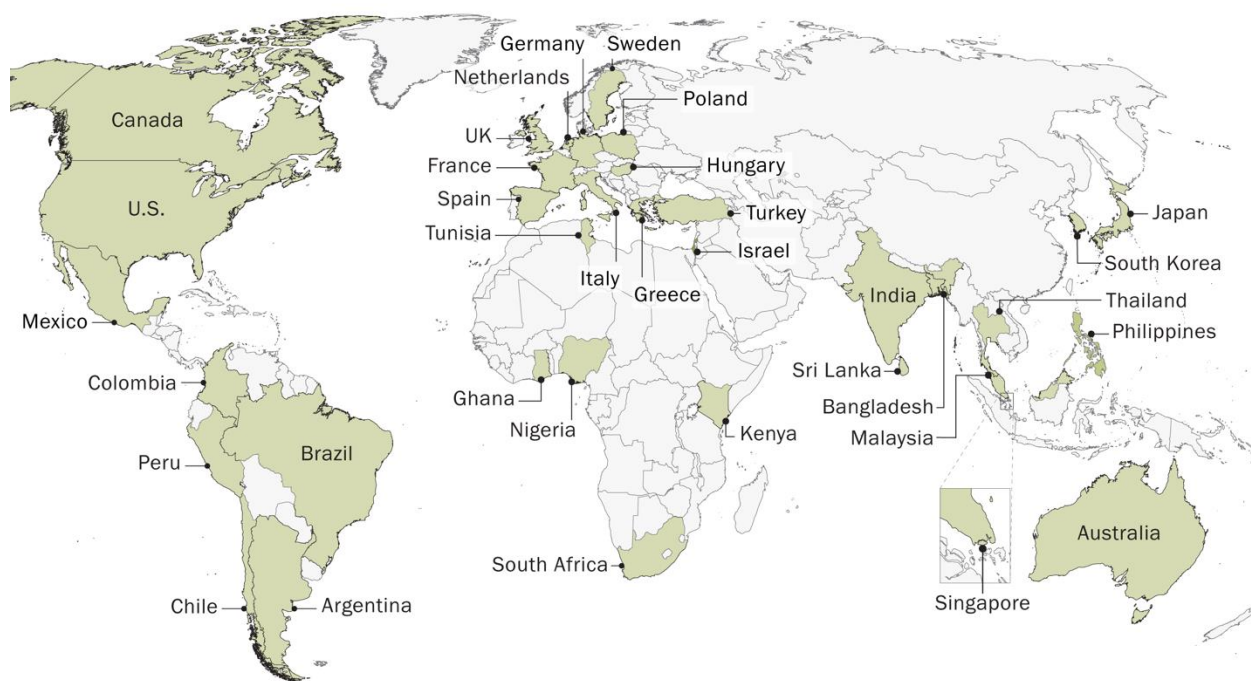 Germany
Sweden
Netherlands
Poland
Canada
UK
Hungary
France
U.S.
Spain
Turkey
Japan
Tunisia
Israel
South Korea
Italy
Greece
India
Thailand
Mexico
Philippines
Sri Lanka
Colombia
Ghana
Bangladesh
Nigeria
Kenya
Malaysia
Brazil
Peru
Australia
South Africa
Singapore
Chile
Argentina